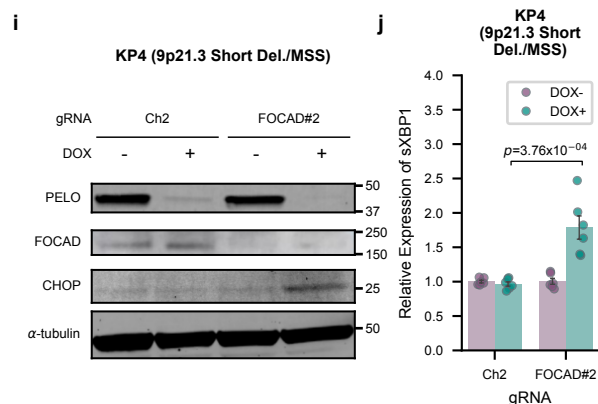 i
KP4 (9p21.3 Short Del./MSS)
gRNA Ch2 FOCAD#2
DOX - + - +
PELO 50
37
FOCAD 250
150
CHOP 25
α-tubulin 50
j
KP4
(9p21.3 Short
Del./MSS)
Relative Expression of sXBP1
4.0
3.5
3.0
2.5
2.0
1.5
1.0
0.5
0.0
DOX-
DOX+
p=3.76x10⁻⁰⁴
Ch2 FOCAD#2
gRNA